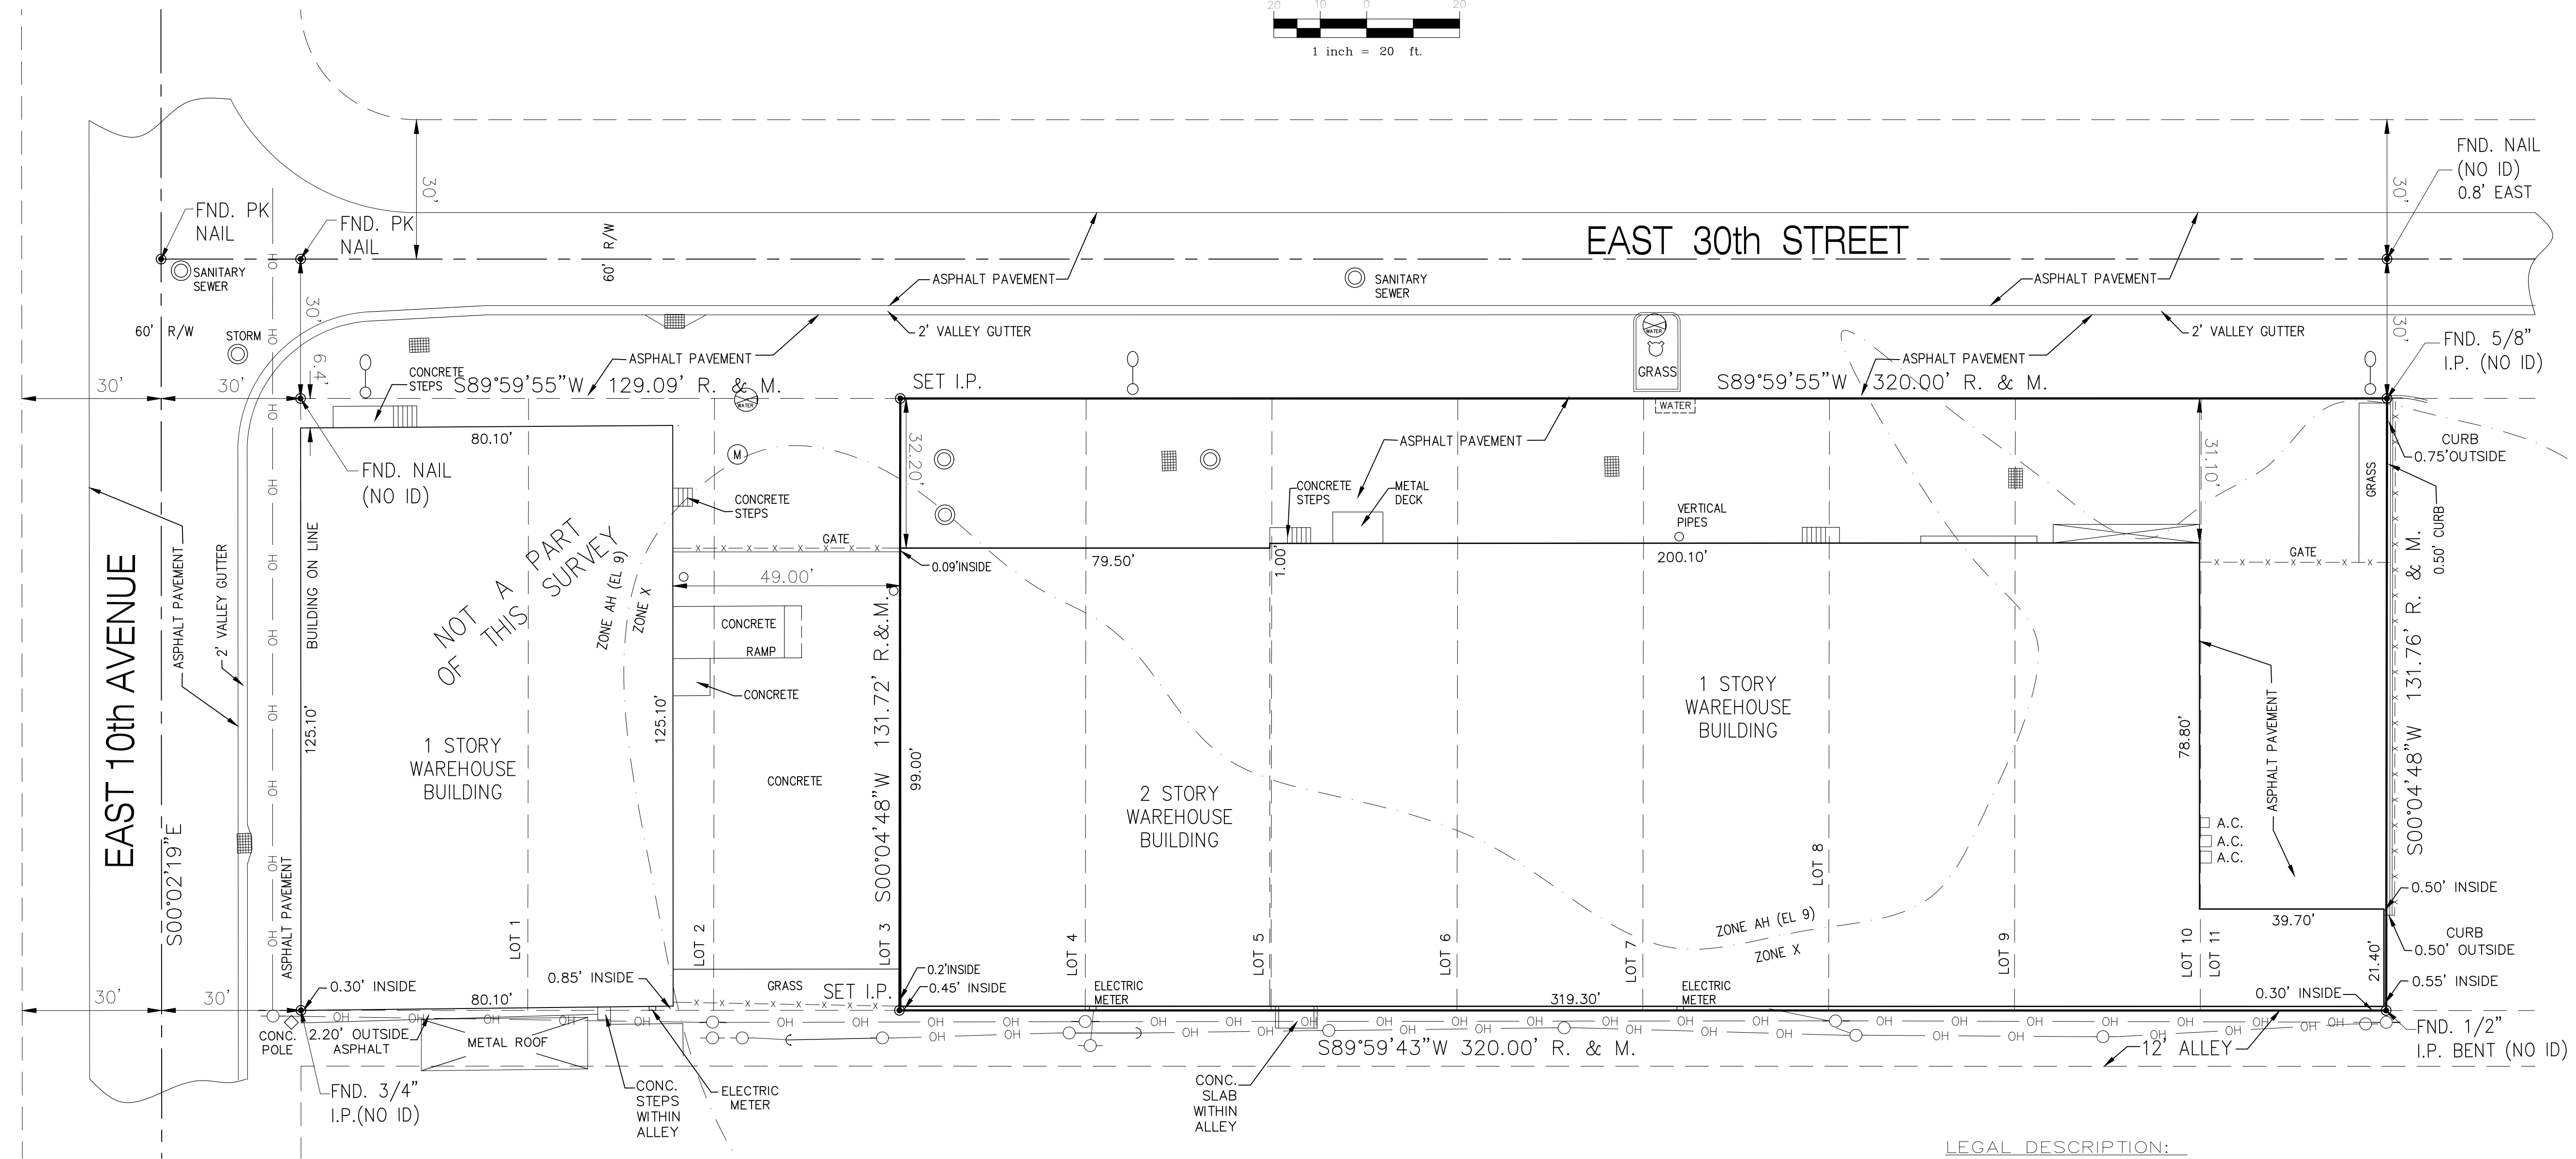 20 10 0 20
1 inch = 20 ft.
FND. NAIL
(NO ID)
0.8' EAST
30'
30'
FND. PK
NAIL
FND. PK
NAIL
60' R/W
EAST 30th STREET
SANITARY
SEWER
ASPHALT PAVEMENT
SANITARY
SEWER
ASPHALT PAVEMENT
30'
30'
60' R/W
STORM
2' VALLEY GUTTER
WATER
2' VALLEY GUTTER
FND. 5/8"
I.P. (NO ID)
6.4'
ASPHALT PAVEMENT
ASPHALT PAVEMENT
CONCRETE
STEPS
GRASS
30'
30'
S89°59'55"W 129.09' R. & M.
SET I.P.
S89°59'55"W 320.00' R. & M.
WATER
WATER
80.10'
M
32.20'
ASPHALT PAVEMENT
31.10'
CURB
0.75'OUTSIDE
FND. NAIL
(NO ID)
CONCRETE
STEPS
CONCRETE
STEPS
METAL
DECK
VERTICAL
PIPES
GRASS
0.50' CURB
GATE
GATE
0.09'INSIDE
79.50'
1.00'
200.10'
BUILDING ON LINE
NOT A PART
OF THIS SURVEY
ZONE AH (EL 9)
ZONE X
49.00'
EAST 10th AVENUE
ASPHALT PAVEMENT
2' VALLEY GUTTER
CONCRETE
RAMP
CONCRETE
S00°04'48"W 131.72' R.&M.
S00°04'48"W 131.76' R. & M.
125.10'
125.10'
99.00'
78.80'
ASPHALT PAVEMENT
1 STORY
WAREHOUSE
BUILDING
1 STORY
WAREHOUSE
BUILDING
CONCRETE
2 STORY
WAREHOUSE
BUILDING
A.C.
A.C.
A.C.
S00°02'19"E
ASPHALT PAVEMENT
LOT 1
LOT 2
LOT 3
LOT 4
LOT 5
LOT 6
LOT 7
LOT 8
LOT 9
LOT 10
LOT 11
0.50' INSIDE
39.70'
ZONE AH (EL 9)
ZONE X
CURB
0.50' OUTSIDE
21.40'
0.55' INSIDE
0.30' INSIDE
30'
30'
0.30' INSIDE
80.10'
0.85' INSIDE
GRASS
SET I.P.
0.2'INSIDE
0.45' INSIDE
ELECTRIC
METER
319.30'
ELECTRIC
METER
OH OH OH OH OH OH OH OH OH OH
CONC.
POLE
2.20' OUTSIDE
ASPHALT
METAL ROOF
S89°59'43"W 320.00' R. & M.
12' ALLEY
FND. 1/2"
I.P. BENT (NO ID)
FND. 3/4"
I.P.(NO ID)
CONC.
STEPS
WITHIN
ALLEY
ELECTRIC
METER
CONC.
SLAB
WITHIN
ALLEY
LEGAL DESCRIPTION: